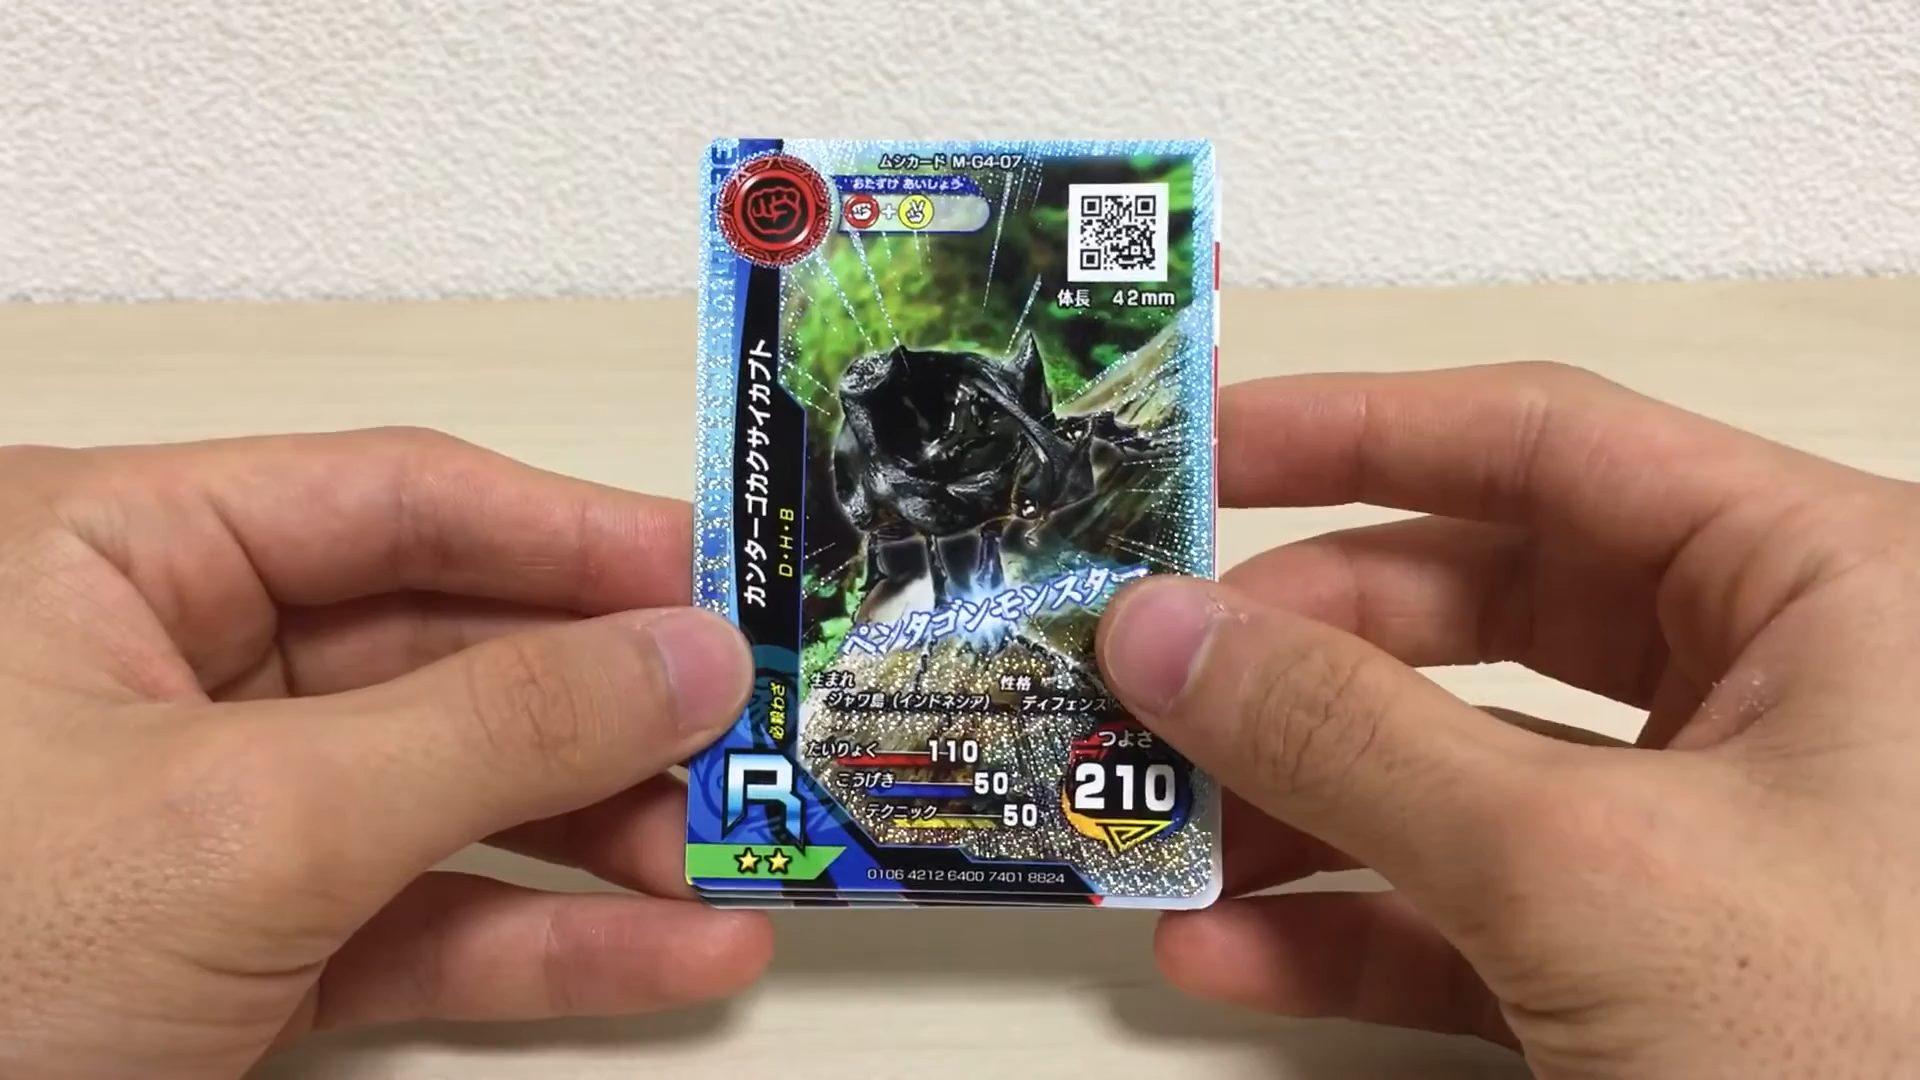 ムシカード M-G4-07
おたすけ あいしょう
+
体長 42mm
カンターゴカクサイカブト
D・H・B
ペンタゴンモンスター
生まれ
ジャワ島（インドネシア）
性格
ディフェンス
必殺わざ
たいりょく 110
こうげき 50
テクニック 50
つよさ
210
R
0106 4212 6400 7401 8824